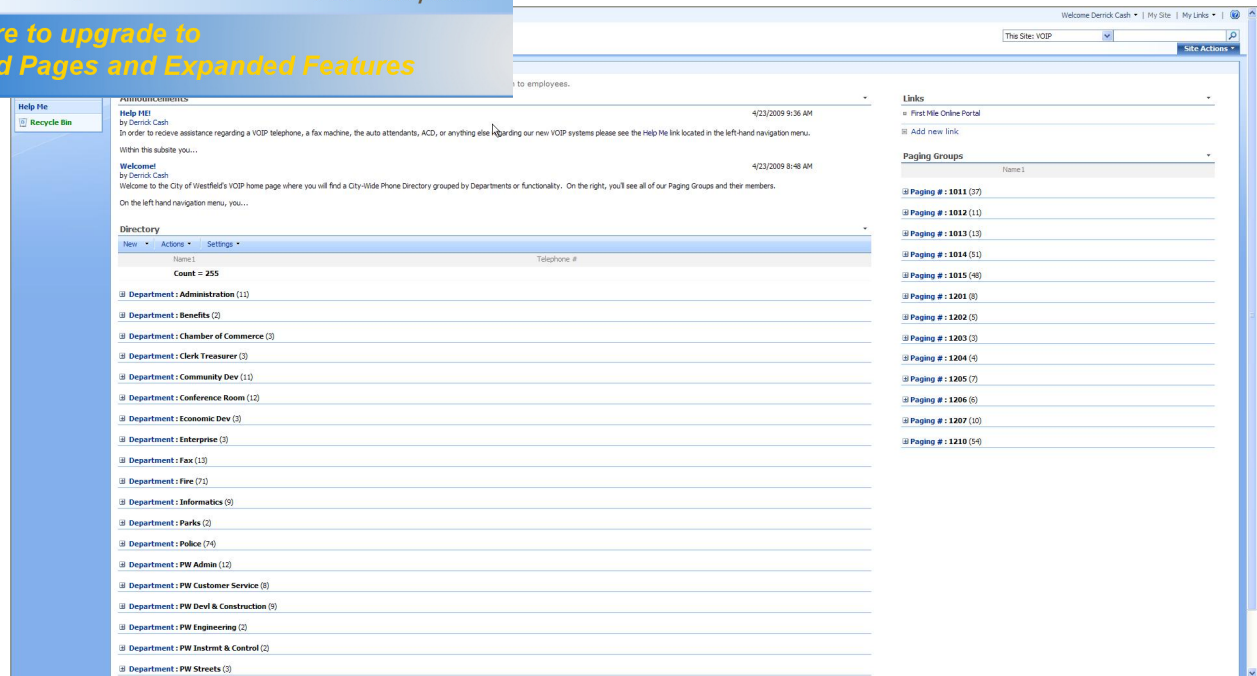 Welcome Derrick Cash | My Site | My Links |
re to upgrade to
d Pages and Expanded Features
This Site: VOIP
Site Actions
to employees.
Help Me
Recycle Bin
Announcements
Help ME!
4/23/2009 9:36 AM
by Derrick Cash
In order to recieve assistance regarding a VOIP telephone, a fax machine, the auto attendants, ACD, or anything else regarding our new VOIP systems please see the Help Me link located in the left-hand navigation menu.
Within this subsite you...
Welcome!
4/23/2009 8:48 AM
by Derrick Cash
Welcome to the City of Westfield's VOIP home page where you will find a City-Wide Phone Directory grouped by Departments or functionality. On the right, you'll see all of our Paging Groups and their members.
On the left hand navigation menu, you...
Directory
New Actions Settings
Name1 Telephone #
Count = 255
Department : Administration (11)
Department : Benefits (2)
Department : Chamber of Commerce (3)
Department : Clerk Treasurer (3)
Department : Community Dev (11)
Department : Conference Room (12)
Department : Economic Dev (3)
Department : Enterprise (3)
Department : Fax (13)
Department : Fire (71)
Department : Informatics (9)
Department : Parks (2)
Department : Police (74)
Department : PW Admin (12)
Department : PW Customer Service (8)
Department : PW Devl & Construction (9)
Department : PW Engineering (2)
Department : PW Instrmt & Control (2)
Department : PW Streets (3)
Links
First Mile Online Portal
Add new link
Paging Groups
Name1
Paging # : 1011 (37)
Paging # : 1012 (11)
Paging # : 1013 (13)
Paging # : 1014 (51)
Paging # : 1015 (48)
Paging # : 1201 (8)
Paging # : 1202 (5)
Paging # : 1203 (3)
Paging # : 1204 (4)
Paging # : 1205 (7)
Paging # : 1206 (6)
Paging # : 1207 (10)
Paging # : 1210 (54)